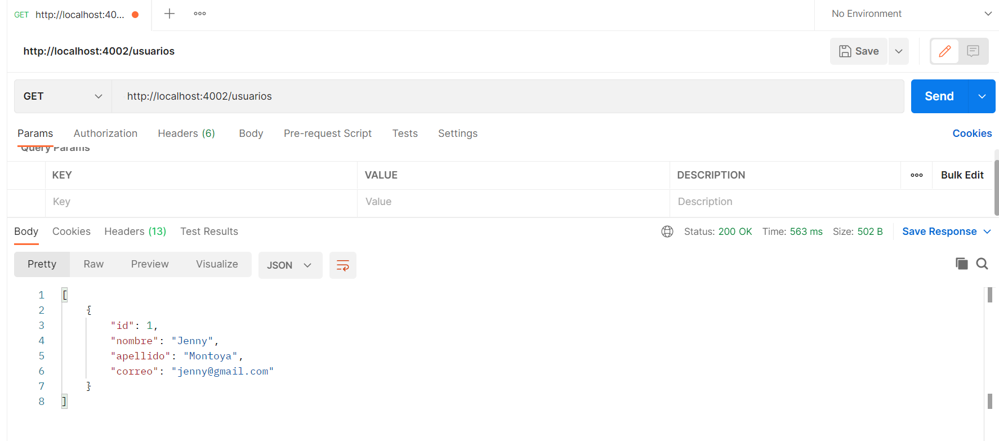 GET http://localhost:40...
No Environment
http://localhost:4002/usuarios
Save
GET http://localhost:4002/usuarios
Send
Params Authorization Headers (6) Body Pre-request Script Tests Settings Cookies
Query Params
KEY VALUE DESCRIPTION Bulk Edit
Key Value Description
Body Cookies Headers (13) Test Results Status: 200 OK Time: 563 ms Size: 502 B Save Response
Pretty Raw Preview Visualize JSON
1 [
2 {
3 "id": 1,
4 "nombre": "Jenny",
5 "apellido": "Montoya",
6 "correo": "jenny@gmail.com"
7 }
8 ]